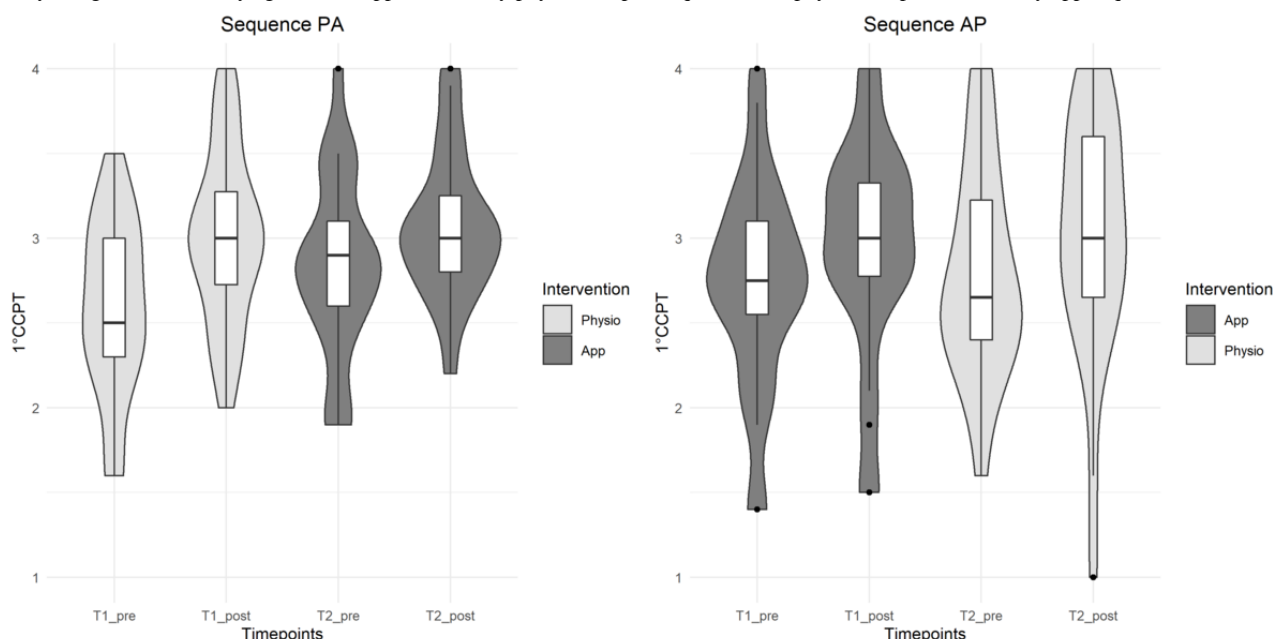 Sequence PA
4
3
2
1
1°CCPT
T1_pre T1_post T2_pre T2_post
Timepoints
Intervention
Physio
App
Sequence AP
4
3
2
1
1°CCPT
T1_pre T1_post T2_pre T2_post
Timepoints
Intervention
App
Physio